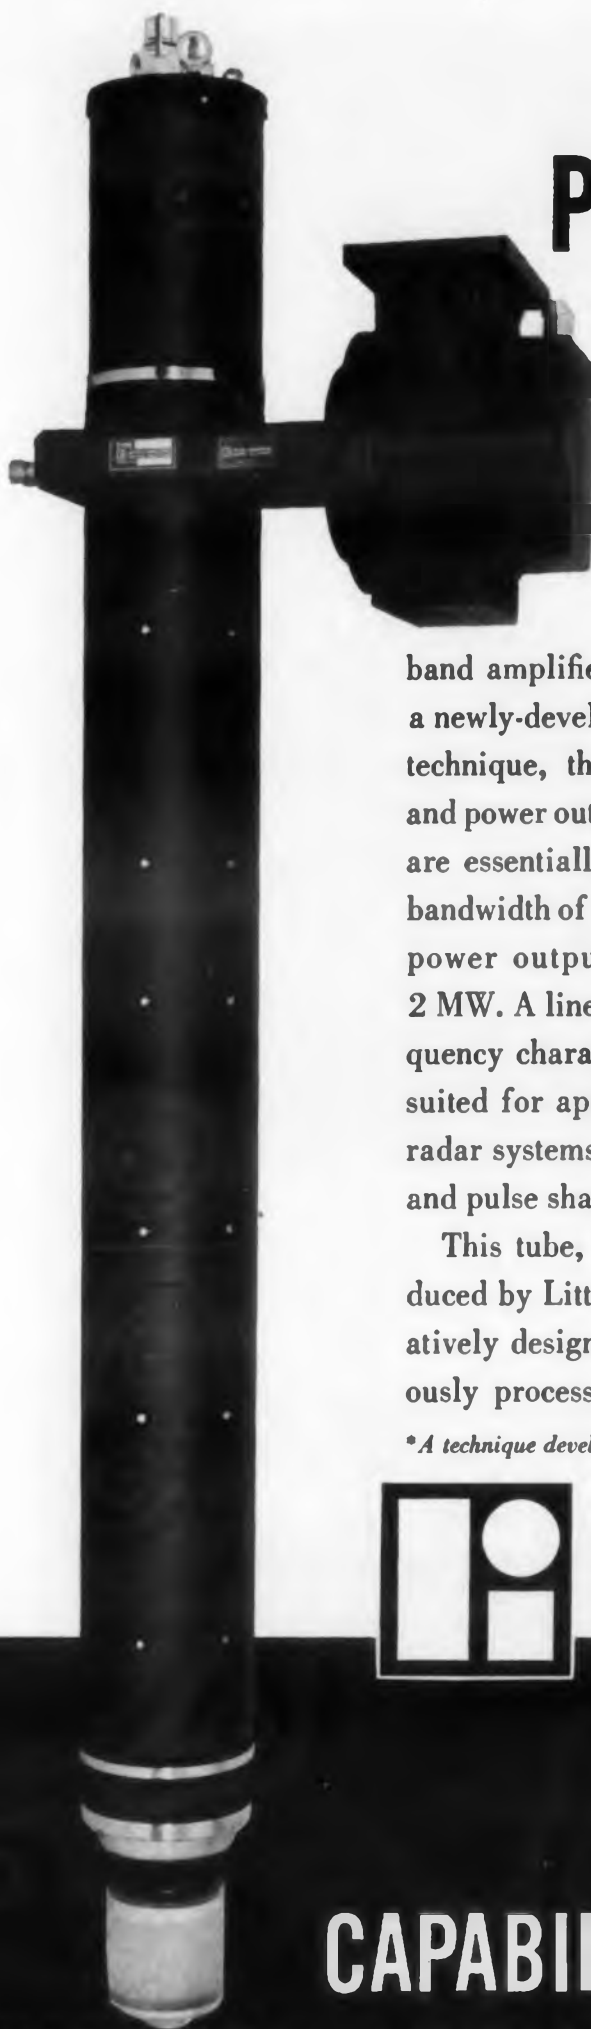 P
band amplifie
a newly-devel
technique, th
and power out
are essentiall
bandwidth of
power outpu
2 MW. A line
quency chara
suited for ap
radar systems
and pulse sha
This tube,
duced by Litt
atively design
ously process
*A technique devel
CAPABI